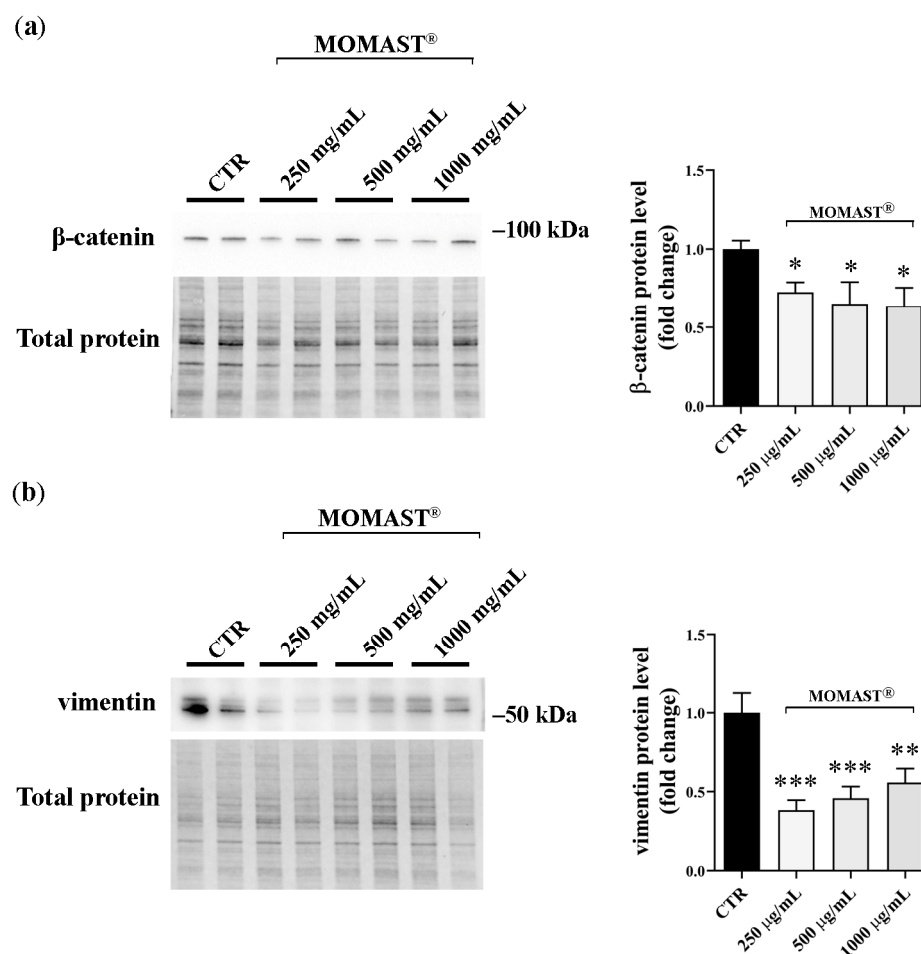 (a)
MOMAST®
CTR
250 mg/mL
500 mg/mL
1000 mg/mL
β-catenin
–100 kDa
Total protein
β-catenin protein level
(fold change)
1.5
1.0
0.5
0.0
MOMAST®
*
*
*
CTR
250 μg/mL
500 μg/mL
1000 μg/mL
(b)
MOMAST®
CTR
250 mg/mL
500 mg/mL
1000 mg/mL
vimentin
–50 kDa
Total protein
vimentin protein level
(fold change)
1.5
1.0
0.5
0.0
MOMAST®
***
***
**
CTR
250 μg/mL
500 μg/mL
1000 μg/mL